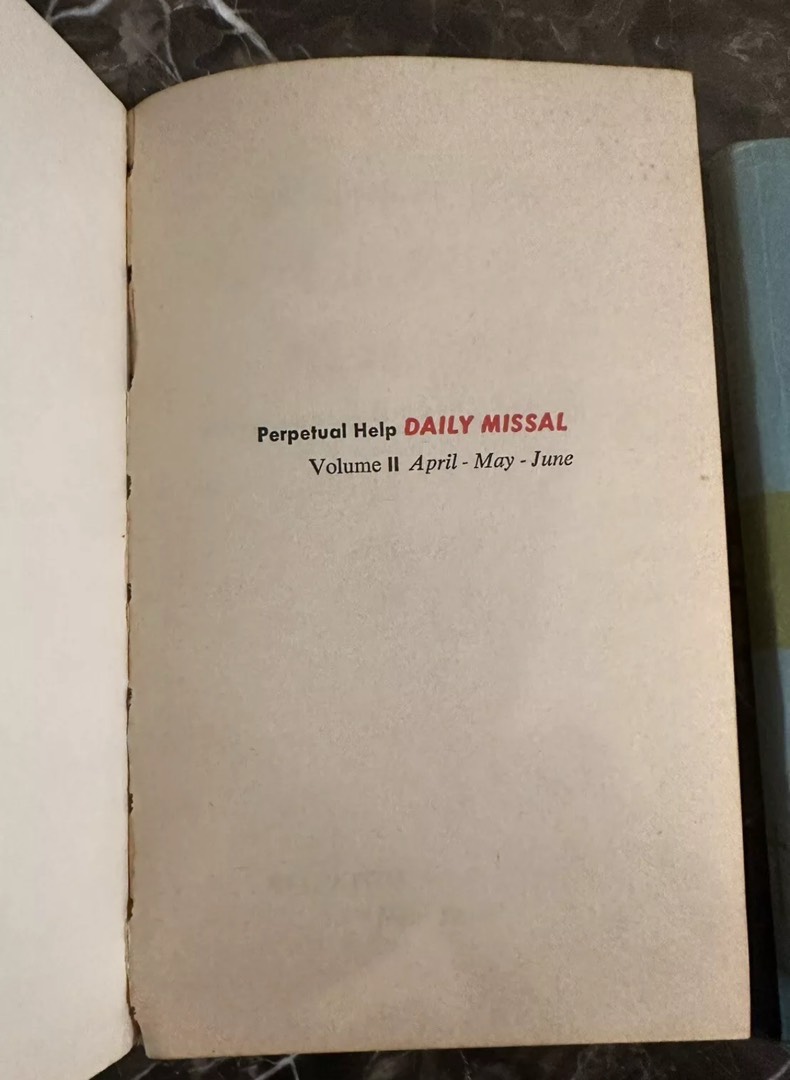 Perpetual Help DAILY MISSAL
Volume II April - May - June